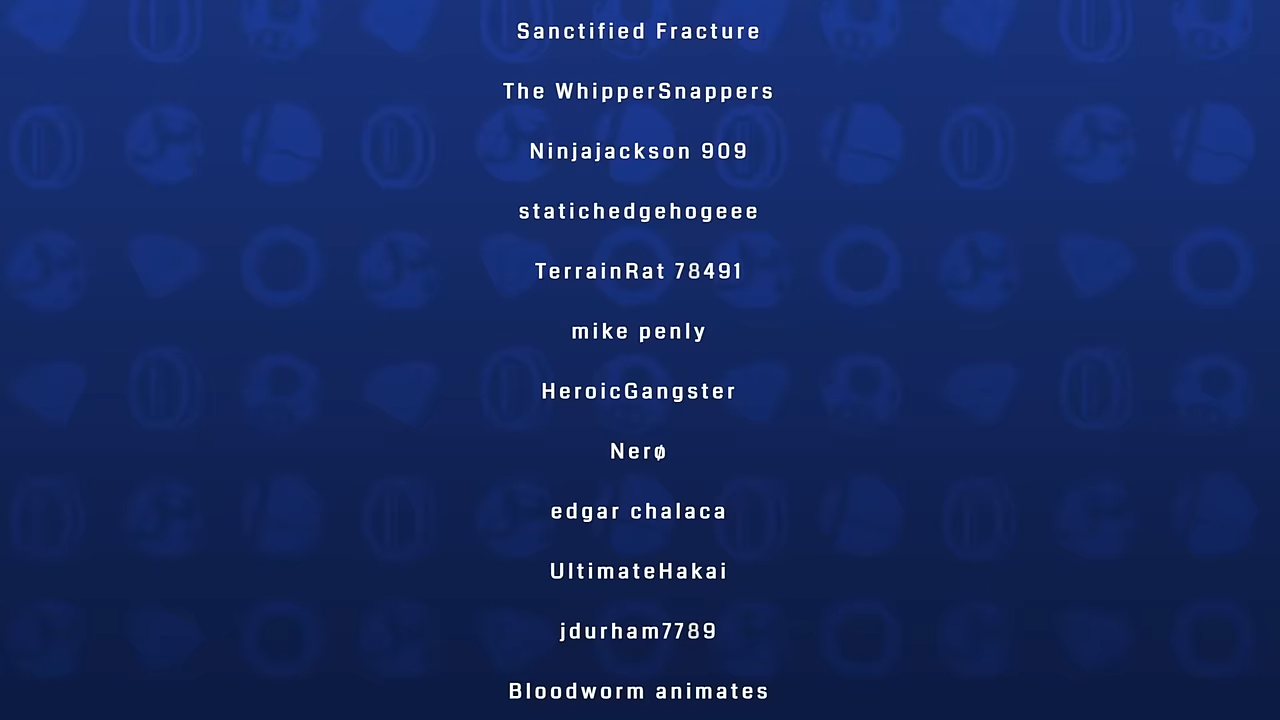 Sanctified Fracture
The WhipperSnappers
Ninjajackson 909
statichedgehogeee
TerrainRat 78491
mike penly
HeroicGangster
Nerø
edgar chalaca
UltimateHakai
jdurham7789
Bloodworm animates